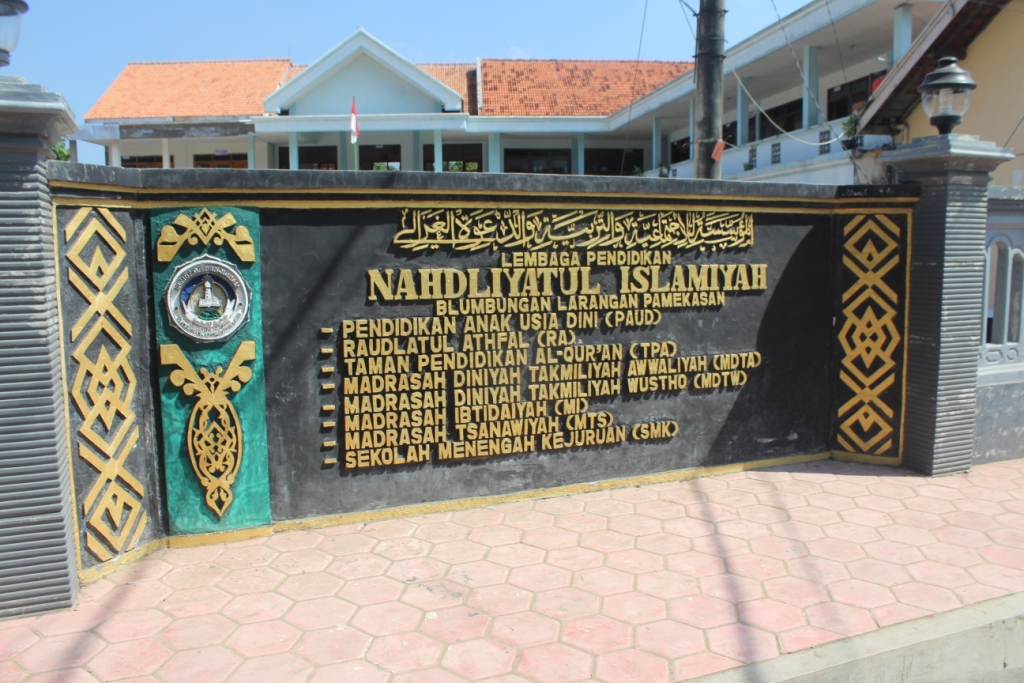 LEMBAGA PENDIDIKAN
NAHDLIYATUL ISLAMIYAH
BLUMBUNGAN LARANGAN PAMEKASAN
- PENDIDIKAN ANAK USIA DINI (PAUD)
- RAUDLATUL ATHFAL (RA)
- TAMAN PENDIDIKAN AL-QUR'AN (TPA)
- MADRASAH DINIYAH TAKMILIYAH AWWALIYAH (MDTA)
- MADRASAH DINIYAH TAKMILIYAH WUSTHO (MDTW)
- MADRASAH IBTIDAIYAH (MI)
- MADRASAH TSANAWIYAH (MTS)
- SEKOLAH MENENGAH KEJURUAN (SMK)